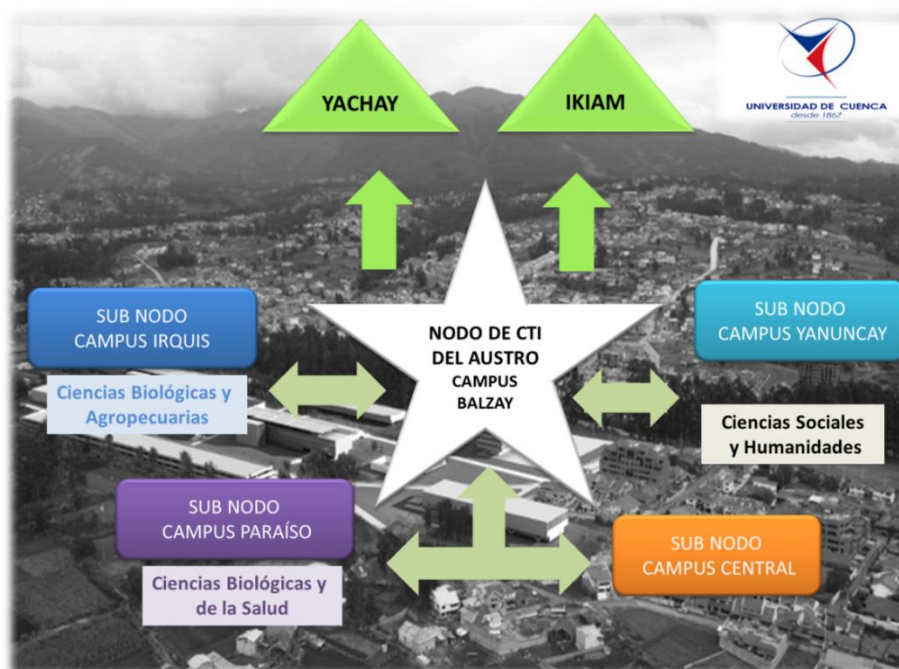 YACHAY
IKIAM
UNIVERSIDAD DE CUENCA
desde 1867
SUB NODO
CAMPUS IRQUIS
Ciencias Biológicas y
Agropecuarias
NODO DE CTI
DEL AUSTRO
CAMPUS
BALZAY
SUB NODO
CAMPUS YANUNCAY
Ciencias Sociales
y Humanidades
SUB NODO
CAMPUS PARAÍSO
Ciencias Biológicas y
de la Salud
SUB NODO
CAMPUS CENTRAL